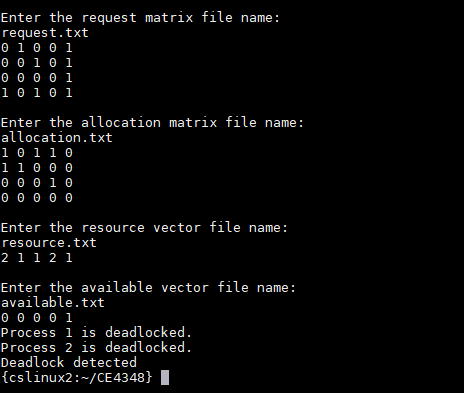 Enter the request matrix file name:
request.txt
0 1 0 0 1
0 0 1 0 1
0 0 0 0 1
1 0 1 0 1
Enter the allocation matrix file name:
allocation.txt
1 0 1 1 0
1 1 0 0 0
0 0 0 1 0
0 0 0 0 0
Enter the resource vector file name:
resource.txt
2 1 1 2 1
Enter the available vector file name:
available.txt
0 0 0 0 1
Process 1 is deadlocked.
Process 2 is deadlocked.
Deadlock detected
{cslinux2:~/CE4348}